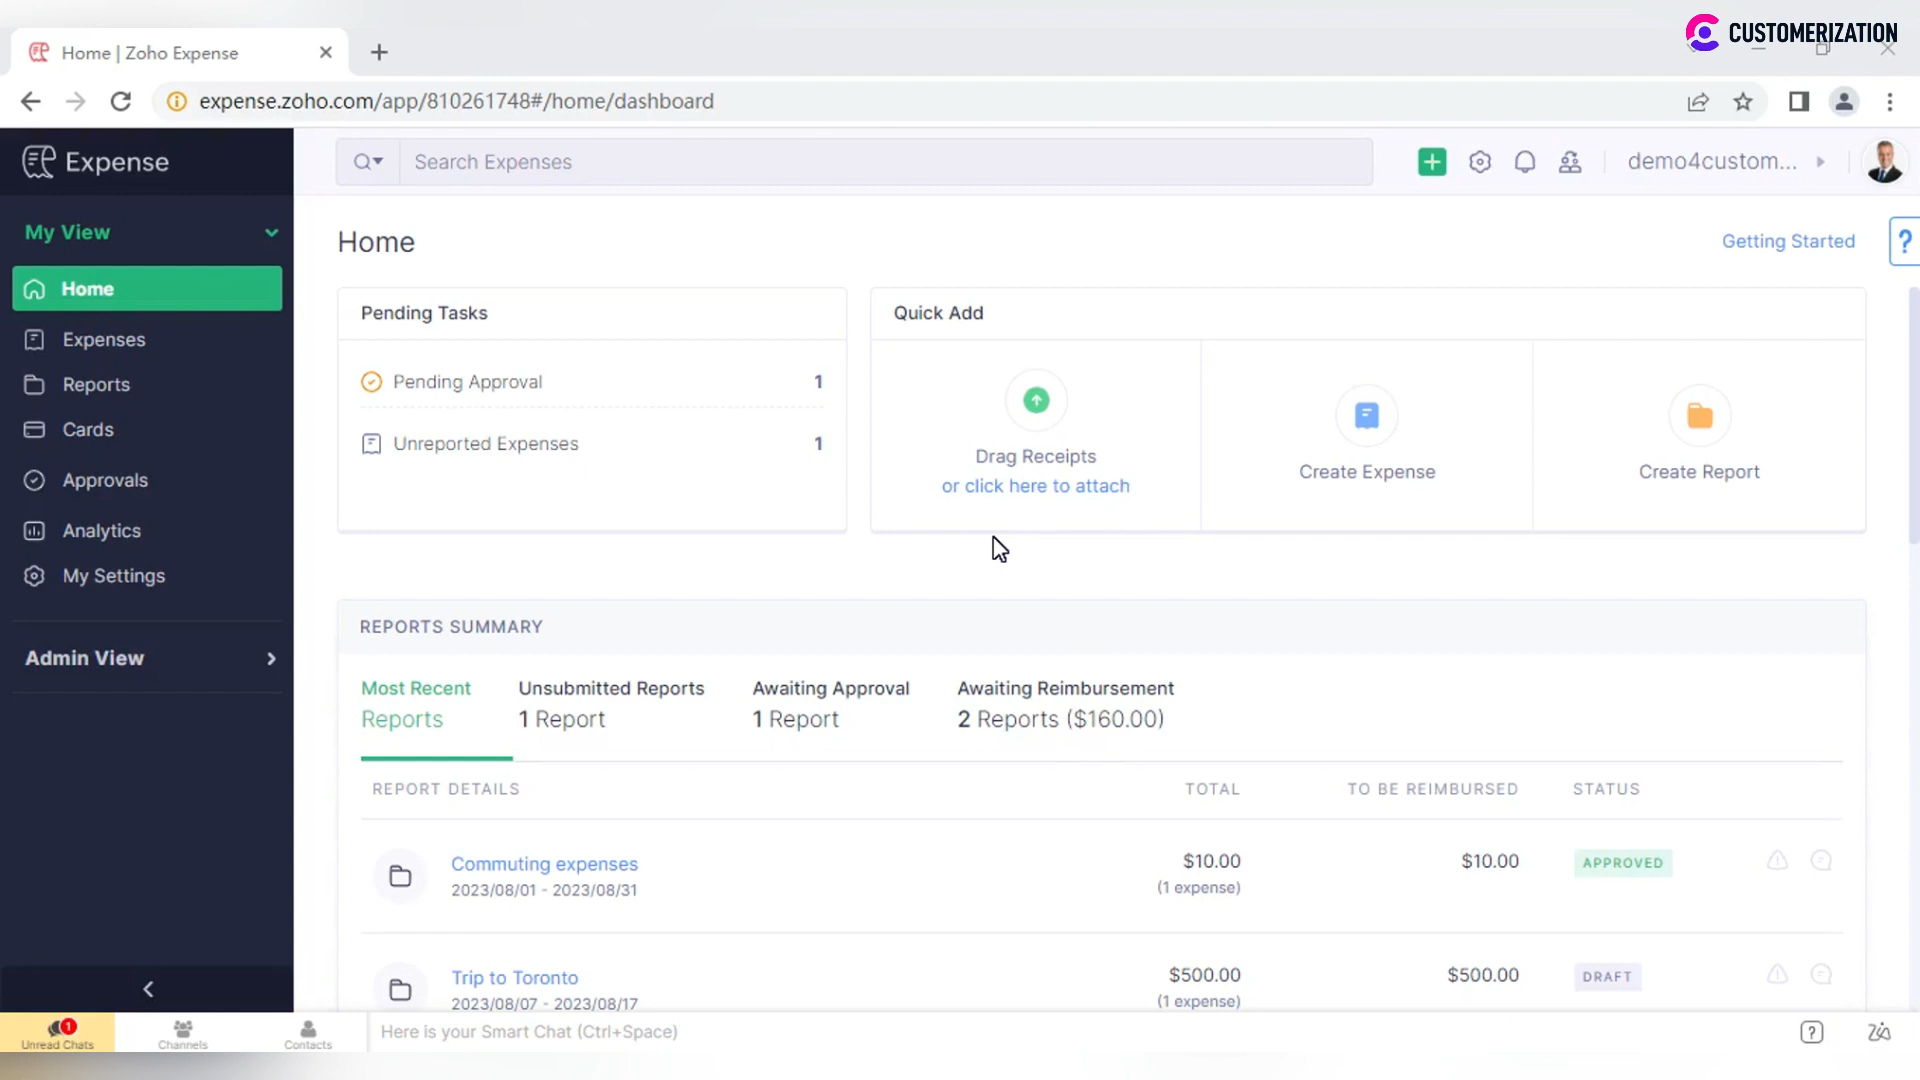 CUSTOMERIZATION
Home | Zoho Expense
expense.zoho.com/app/810261748#/home/dashboard
Expense
Search Expenses
demo4custom...
My View
Home
Expenses
Reports
Cards
Approvals
Analytics
My Settings
Admin View
Home
Getting Started
?
Pending Tasks
Pending Approval 1
Unreported Expenses 1
Quick Add
Drag Receipts
or click here to attach
Create Expense
Create Report
REPORTS SUMMARY
Most Recent
Reports
Unsubmitted Reports
1 Report
Awaiting Approval
1 Report
Awaiting Reimbursement
2 Reports ($160.00)
REPORT DETAILS TOTAL TO BE REIMBURSED STATUS
Commuting expenses $10.00 $10.00 APPROVED
2023/08/01 - 2023/08/31 (1 expense)
Trip to Toronto $500.00 $500.00 DRAFT
2023/08/07 - 2023/08/17 (1 expense)
1
Unread Chats
Channels
Contacts
Here is your Smart Chat (Ctrl+Space)
?